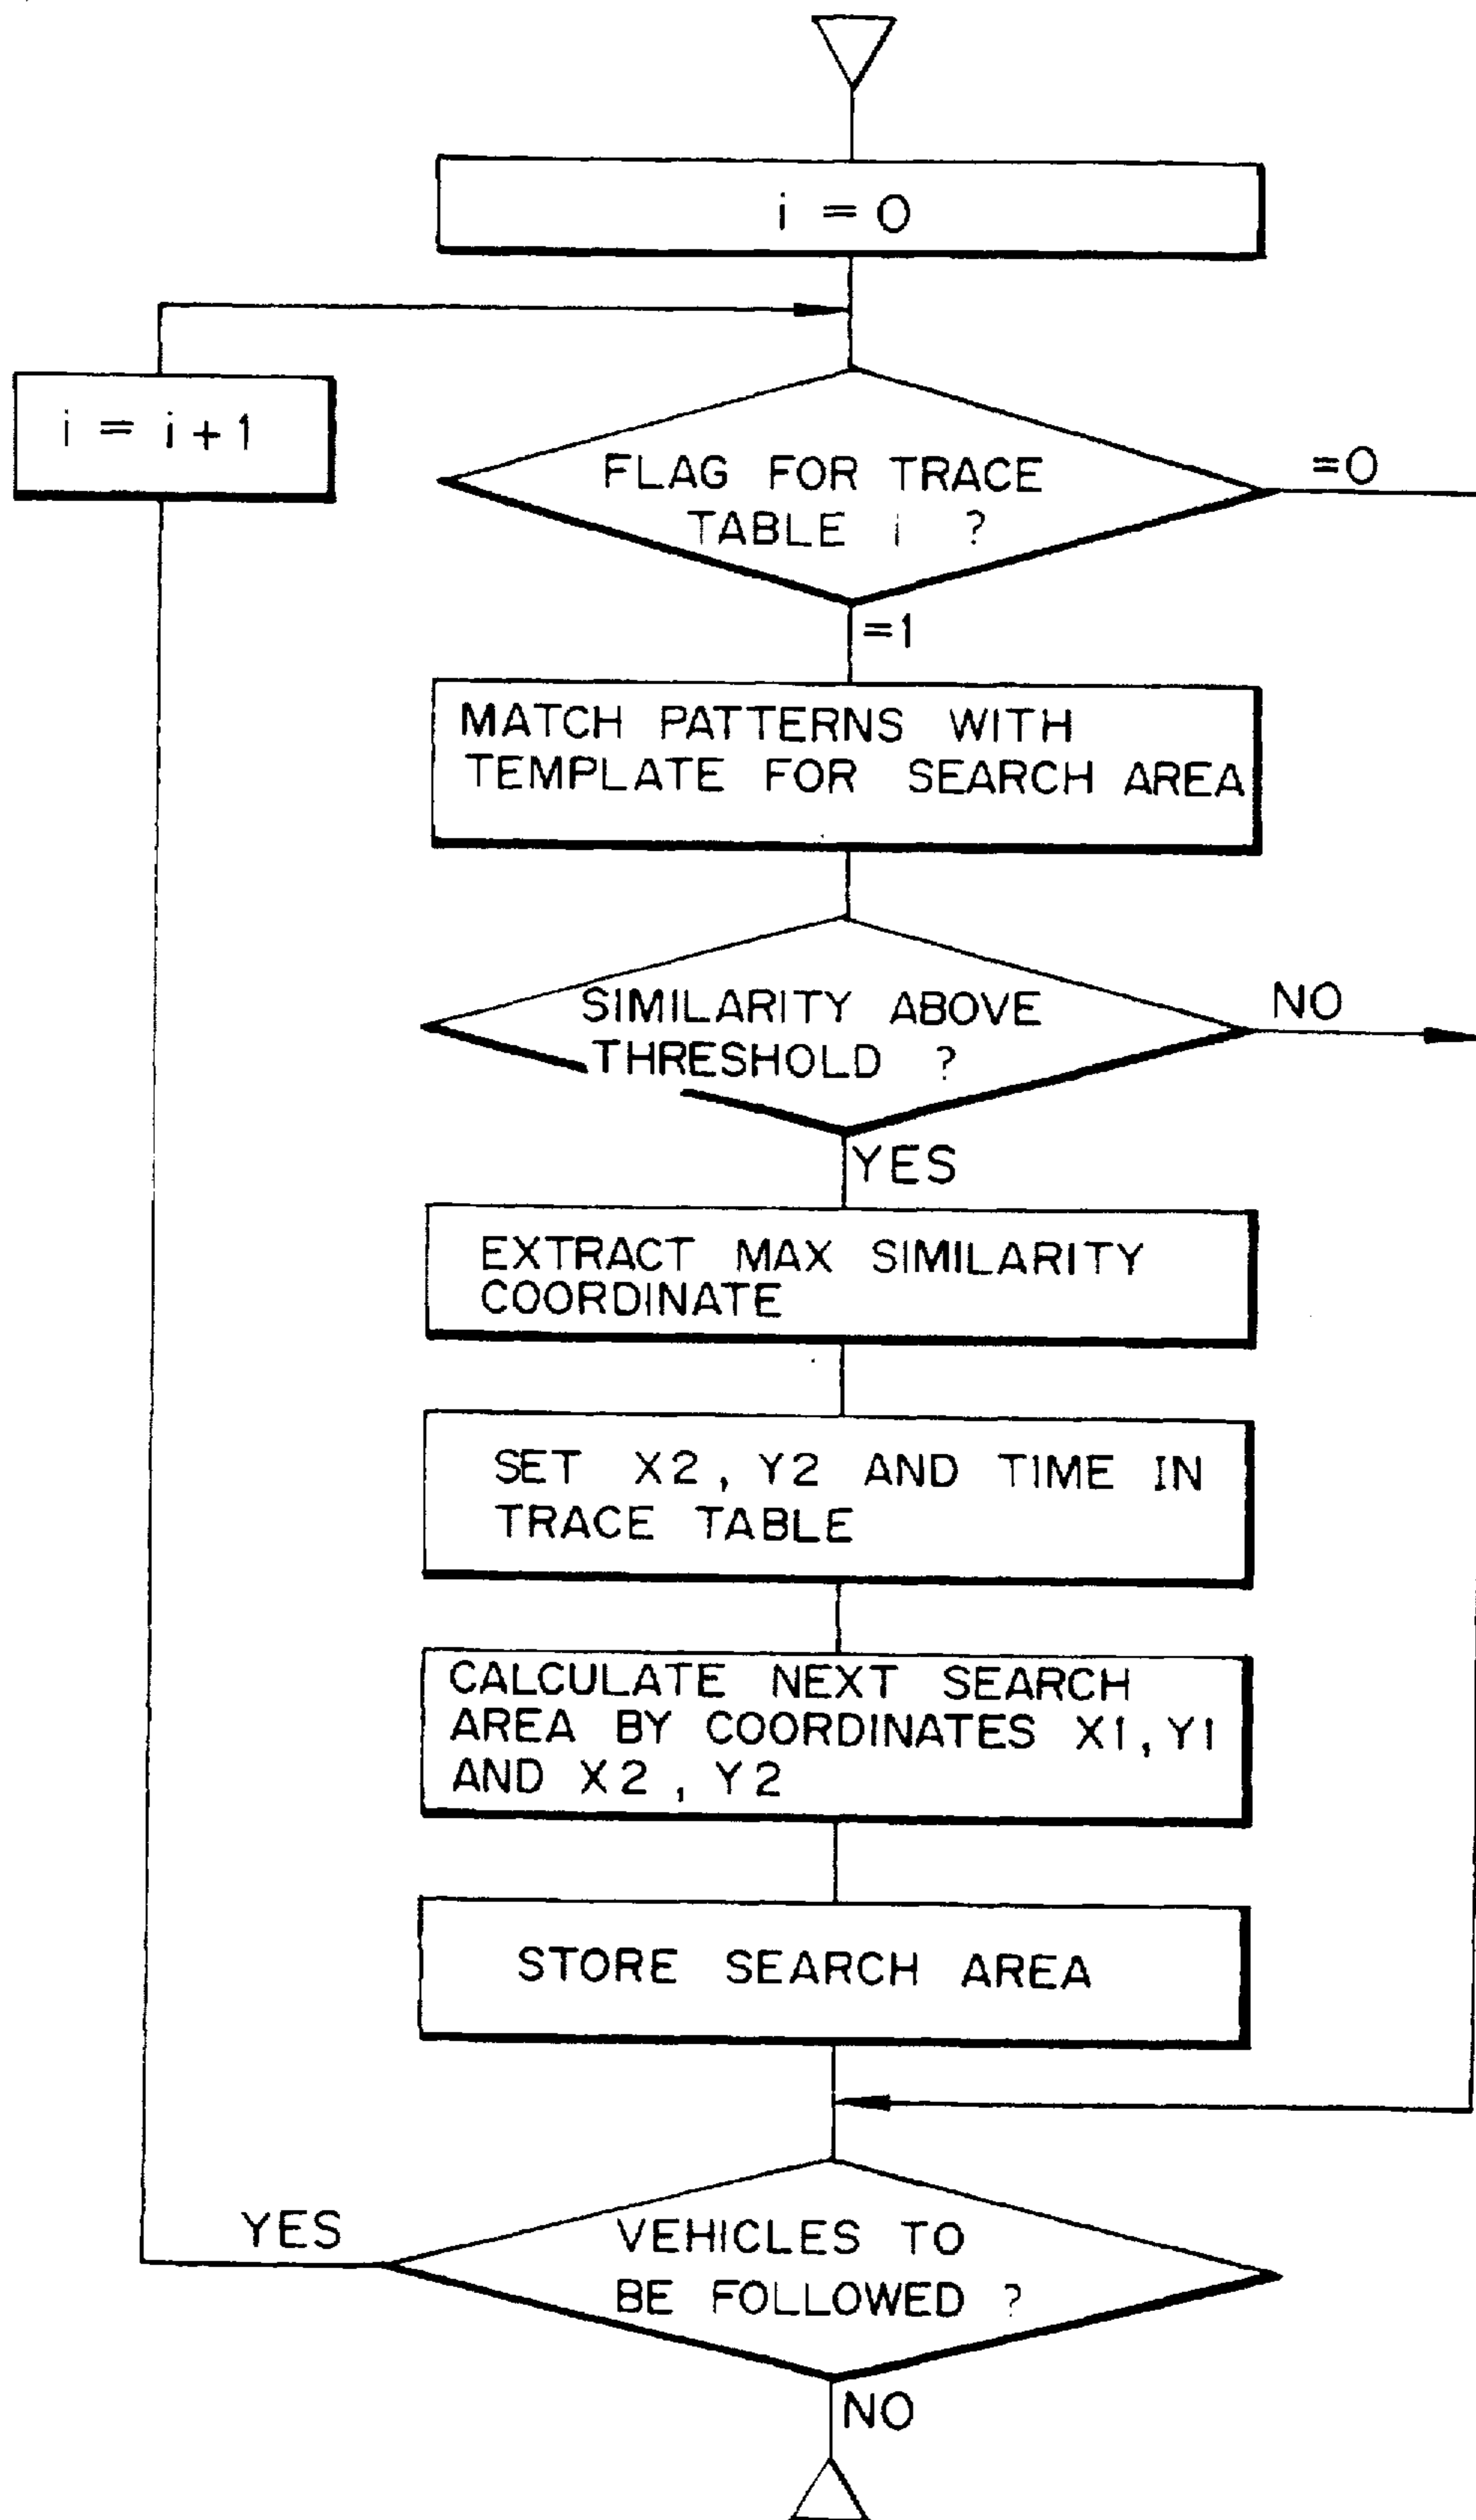 i = 0
i = i + 1
FLAG FOR TRACE
TABLE i ?
=0
=1
MATCH PATTERNS WITH
TEMPLATE FOR SEARCH AREA
SIMILARITY ABOVE
THRESHOLD ?
NO
YES
EXTRACT MAX SIMILARITY
COORDINATE
SET X2, Y2 AND TIME IN
TRACE TABLE
CALCULATE NEXT SEARCH
AREA BY COORDINATES X1, Y1
AND X2, Y2
STORE SEARCH AREA
YES
VEHICLES TO
BE FOLLOWED ?
NO